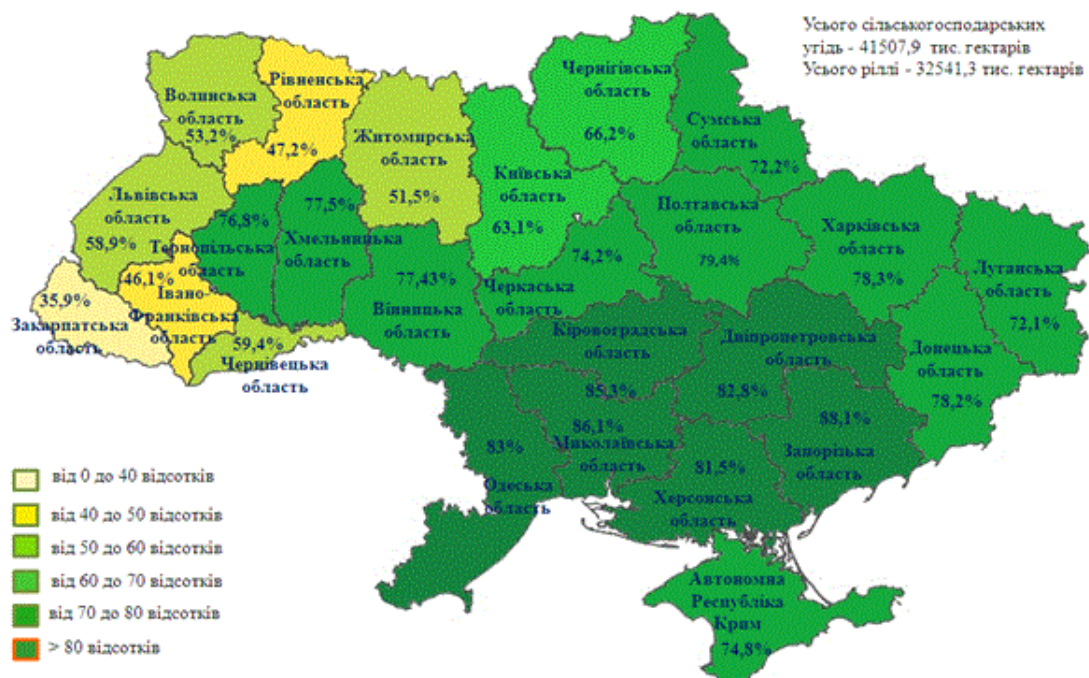 Усього сільськогосподарських
угідь - 41507,9 тис. гектарів
Усього ріллі - 32541,3 тис. гектарів
Волинська
область
53,2%
Рівненська
область
47,2%
Житомирська
область
51,5%
Чернігівська
область
66,2%
Сумська
область
72,2%
Київська
область
63,1%
Львівська
область
58,9%
76,8%
Тернопільська
область
77,5%
Хмельницька
область
77,43%
Вінницька
область
74,2%
Черкаська
область
Полтавська
область
79,4%
Харківська
область
78,3%
Луганська
область
72,1%
35,9%
Закарпатська
область
46,1%
Івано-
Франківська
область
59,4%
Чернівецька
область
Кіровоградська
область
85,3%
Дніпропетровська
область
82,8%
Донецька
область
78,2%
83%
Одеська
область
86,1%
Миколаївська
область
81,5%
Херсонська
область
88,1%
Запорізька
область
Автономна
Республіка
Крим
74,8%
від 0 до 40 відсотків
від 40 до 50 відсотків
від 50 до 60 відсотків
від 60 до 70 відсотків
від 70 до 80 відсотків
> 80 відсотків